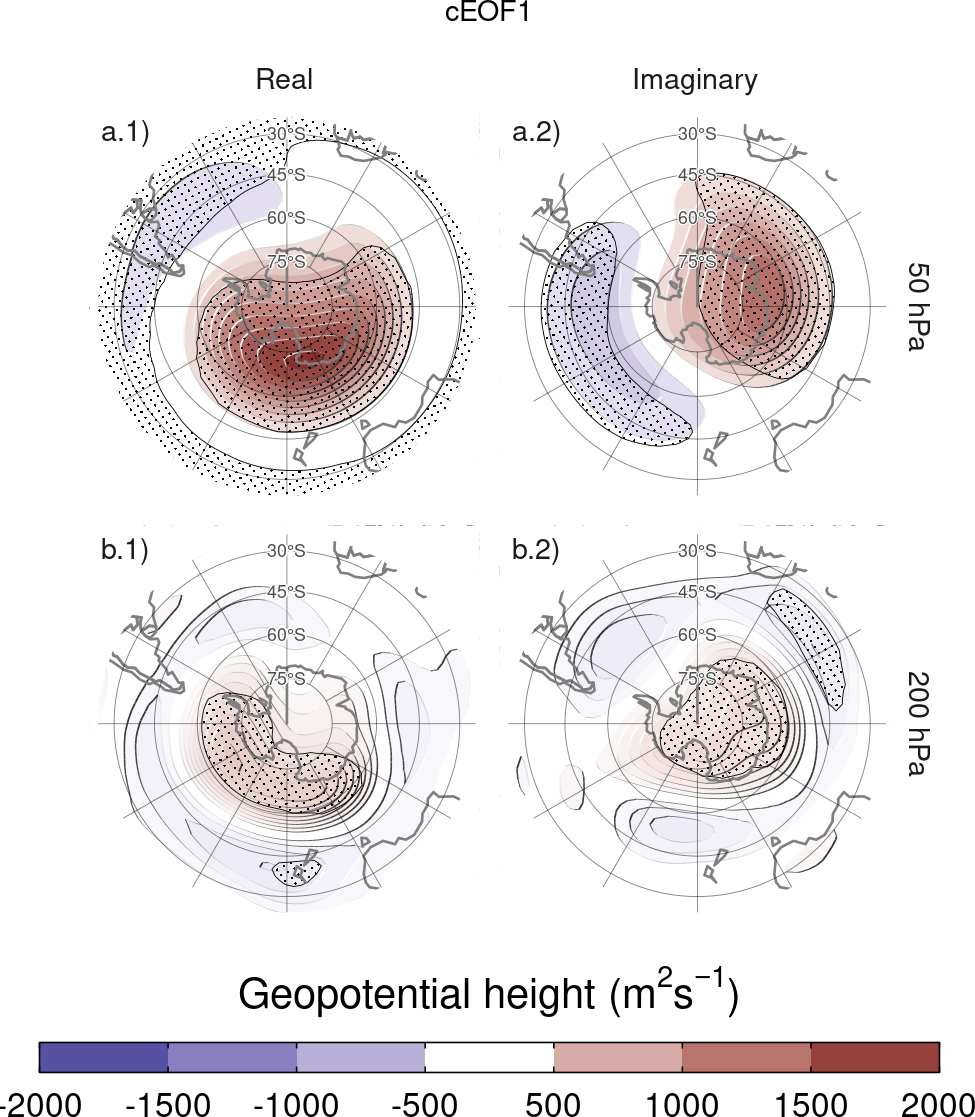 cEOF1
Real Imaginary
a.1) a.2)
30°S 30°S
45°S 45°S
60°S 60°S
75°S 75°S
50 hPa
b.1) b.2)
30°S 30°S
45°S 45°S
60°S 60°S
75°S 75°S
200 hPa
Geopotential height (m²s⁻¹)
-2000 -1500 -1000 -500 500 1000 1500 2000